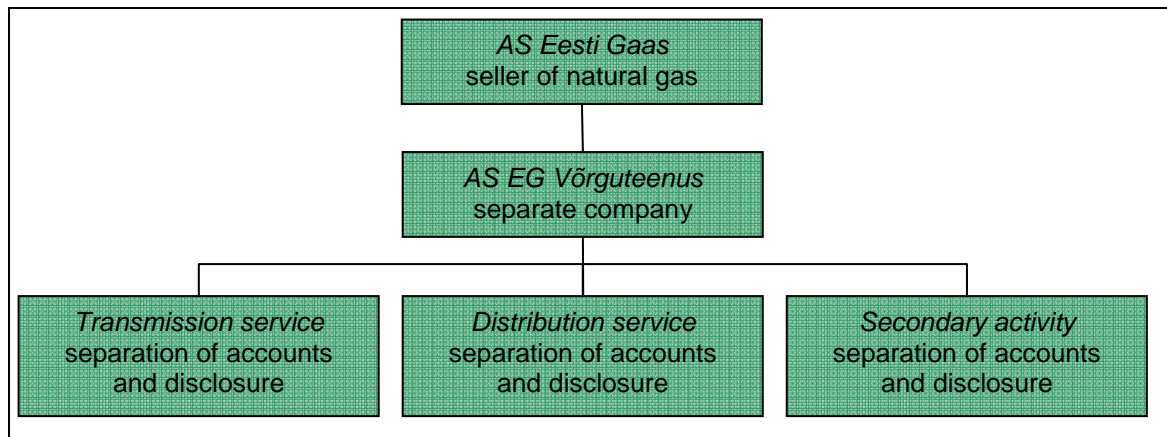 AS Eesti Gaas
seller of natural gas
AS EG Võrguteenus
separate company
Transmission service
separation of accounts
and disclosure
Distribution service
separation of accounts
and disclosure
Secondary activity
separation of accounts
and disclosure